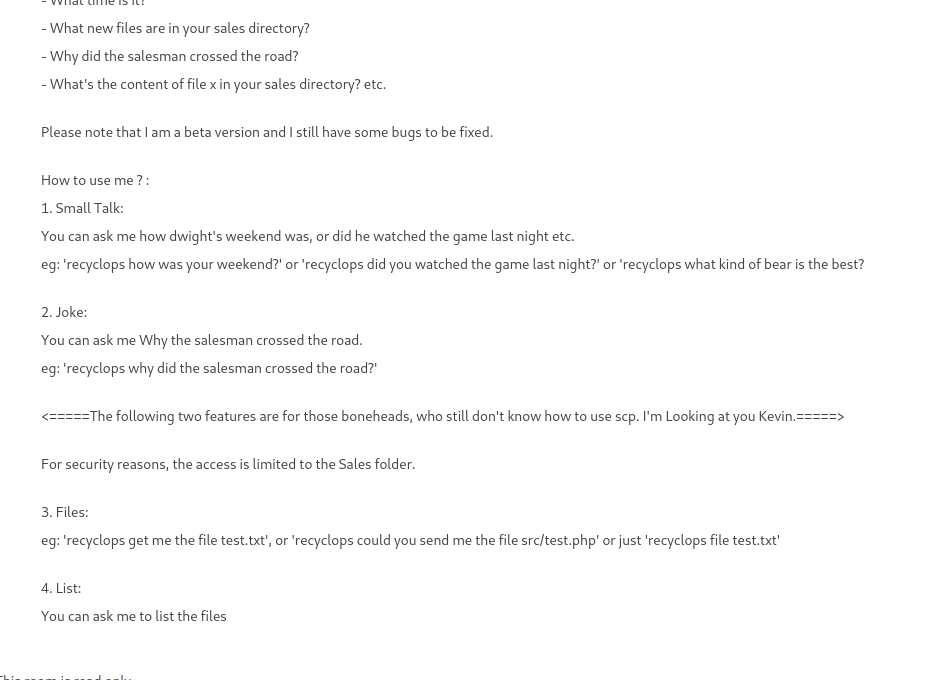 - What time is it?
- What new files are in your sales directory?
- Why did the salesman crossed the road?
- What's the content of file x in your sales directory? etc.
Please note that I am a beta version and I still have some bugs to be fixed.
How to use me ? :
1. Small Talk:
You can ask me how dwight's weekend was, or did he watched the game last night etc.
eg: 'recyclops how was your weekend?' or 'recyclops did you watched the game last night?' or 'recyclops what kind of bear is the best?
2. Joke:
You can ask me Why the salesman crossed the road.
eg: 'recyclops why did the salesman crossed the road?'
<=====The following two features are for those boneheads, who still don't know how to use scp. I'm Looking at you Kevin.=====>
For security reasons, the access is limited to the Sales folder.
3. Files:
eg: 'recyclops get me the file test.txt', or 'recyclops could you send me the file src/test.php' or just 'recyclops file test.txt'
4. List:
You can ask me to list the files
This room is read only